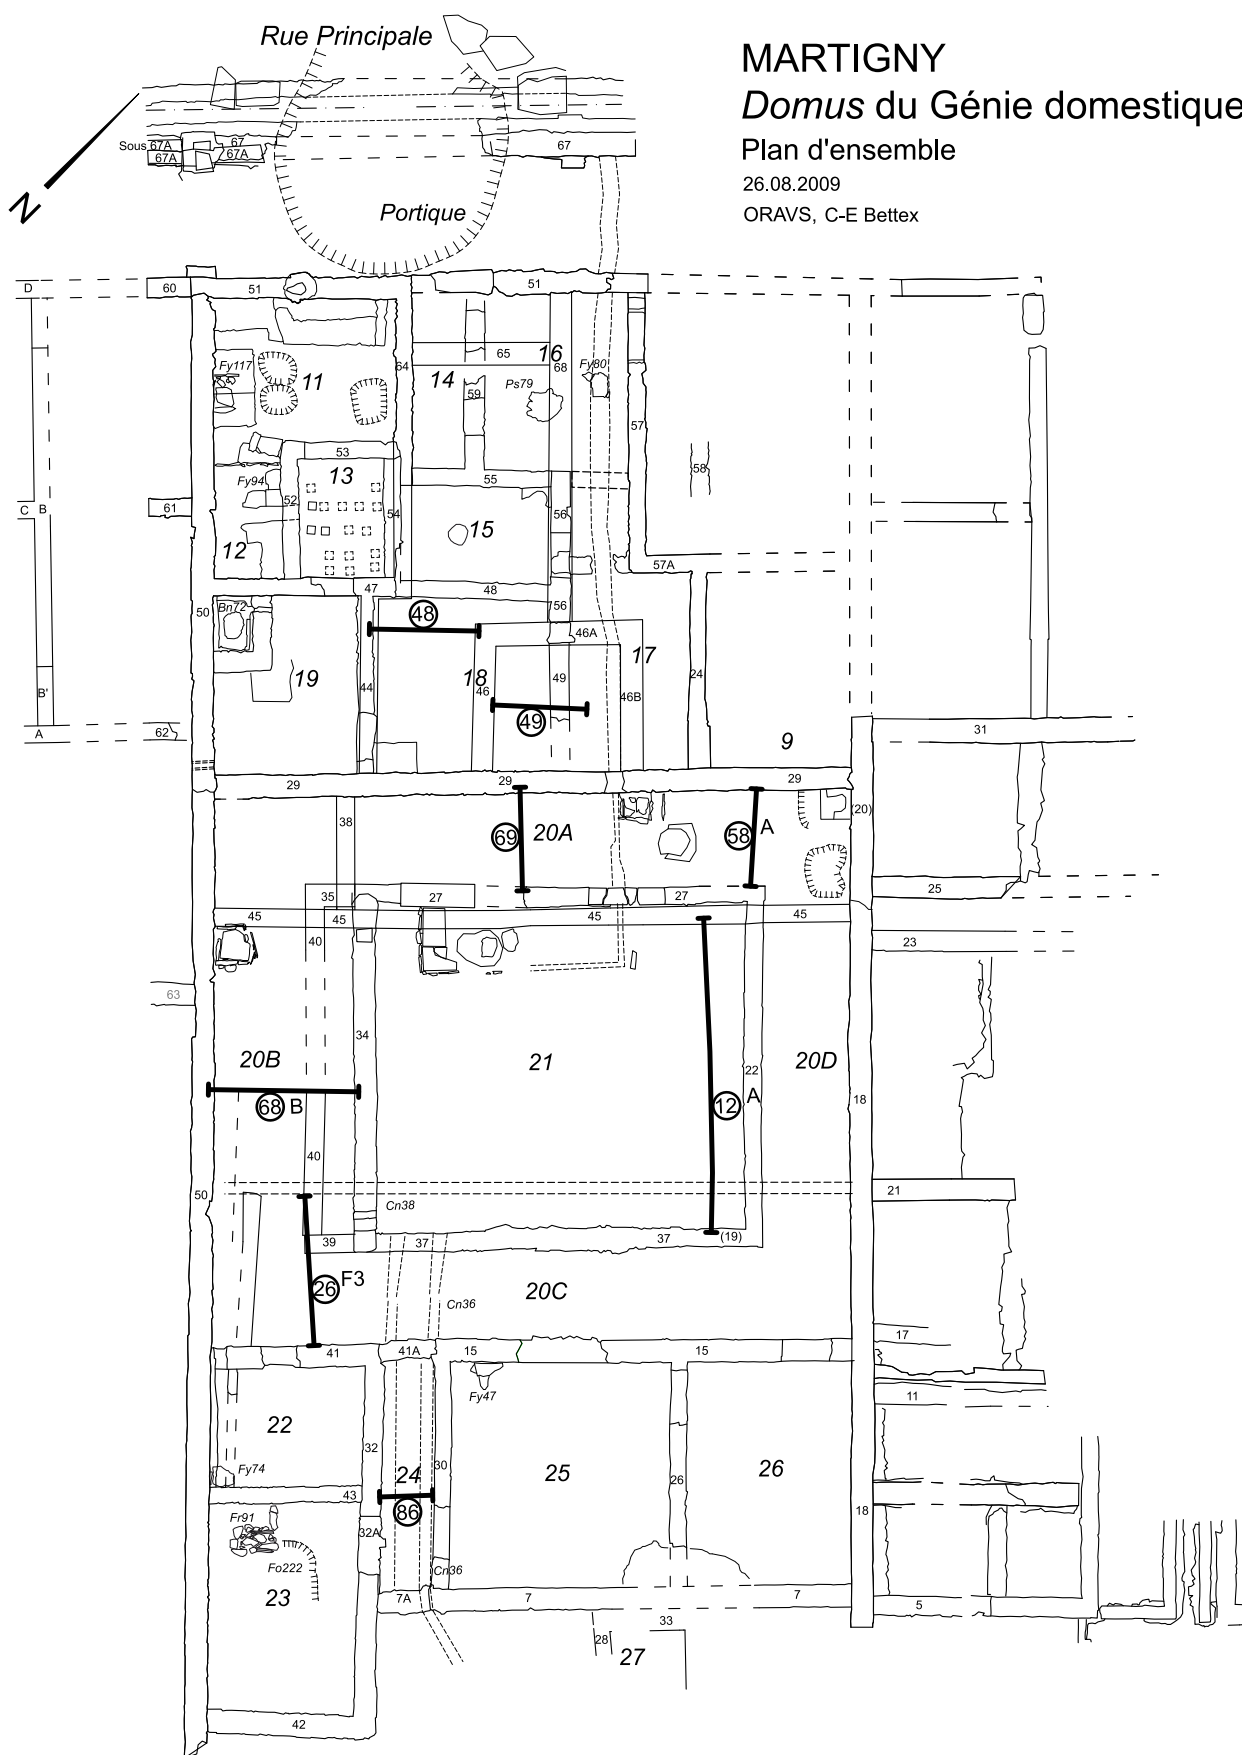 Rue Principale
MARTIGNY
Domus du Génie domestique
Plan d'ensemble
26.08.2009
ORAVS, C-E Bettex
N
Sous 67A
67
67A
67A
67
Portique
D
60
51
51
65
16
Fy117
11
64
14
68
Fy80
59
Ps79
57
53
13
58
Fy94
52
55
C
B
61
54
56
12
15
57A
47
48
50
Bn72
48
56
46A
17
19
18
44
46
49
46B
24
B'
49
A
62
9
31
29
29
29
38
(20)
69
20A
58
A
35
27
27
25
45
45
45
45
40
23
63
34
20B
21
22
20D
68
B
12
A
18
40
50
21
Cn38
39
37
37
(19)
26
F3
20C
Cn36
17
41
41A
15
15
11
Fy47
22
32
Fy74
24
30
25
26
26
43
86
18
Fr91
32A
Fo222
Cn36
23
7A
7
7
5
33
28
27
42